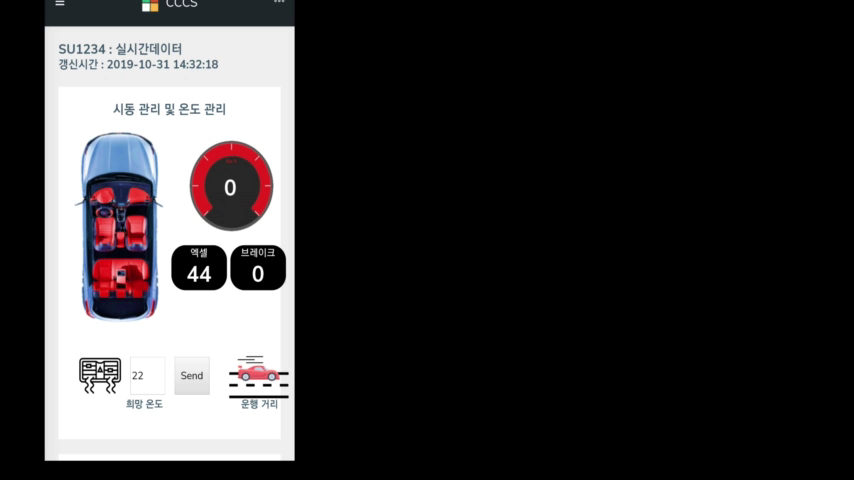 CCCS
SU1234 : 실시간데이터
갱신시간 : 2019-10-31 14:32:18
시동 관리 및 온도 관리
0
엑셀
브레이크
44
0
22
Send
희망 온도
운행 거리